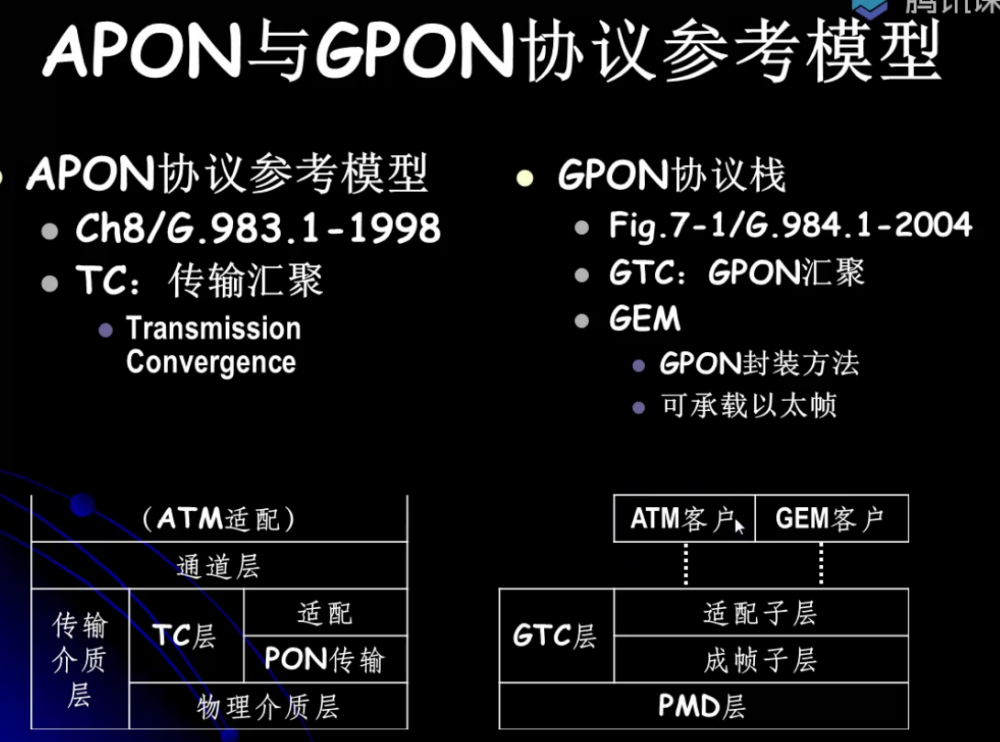 腾讯课
APON与GPON协议参考模型
APON协议参考模型
Ch8/G.983.1-1998
TC：传输汇聚
Transmission
Convergence
GPON协议栈
Fig.7-1/G.984.1-2004
GTC：GPON汇聚
GEM
GPON封装方法
可承载以太帧
（ATM适配）
通道层
传输
介质
层
TC层
适配
PON传输
物理介质层
ATM客户
GEM客户
GTC层
适配子层
成帧子层
PMD层